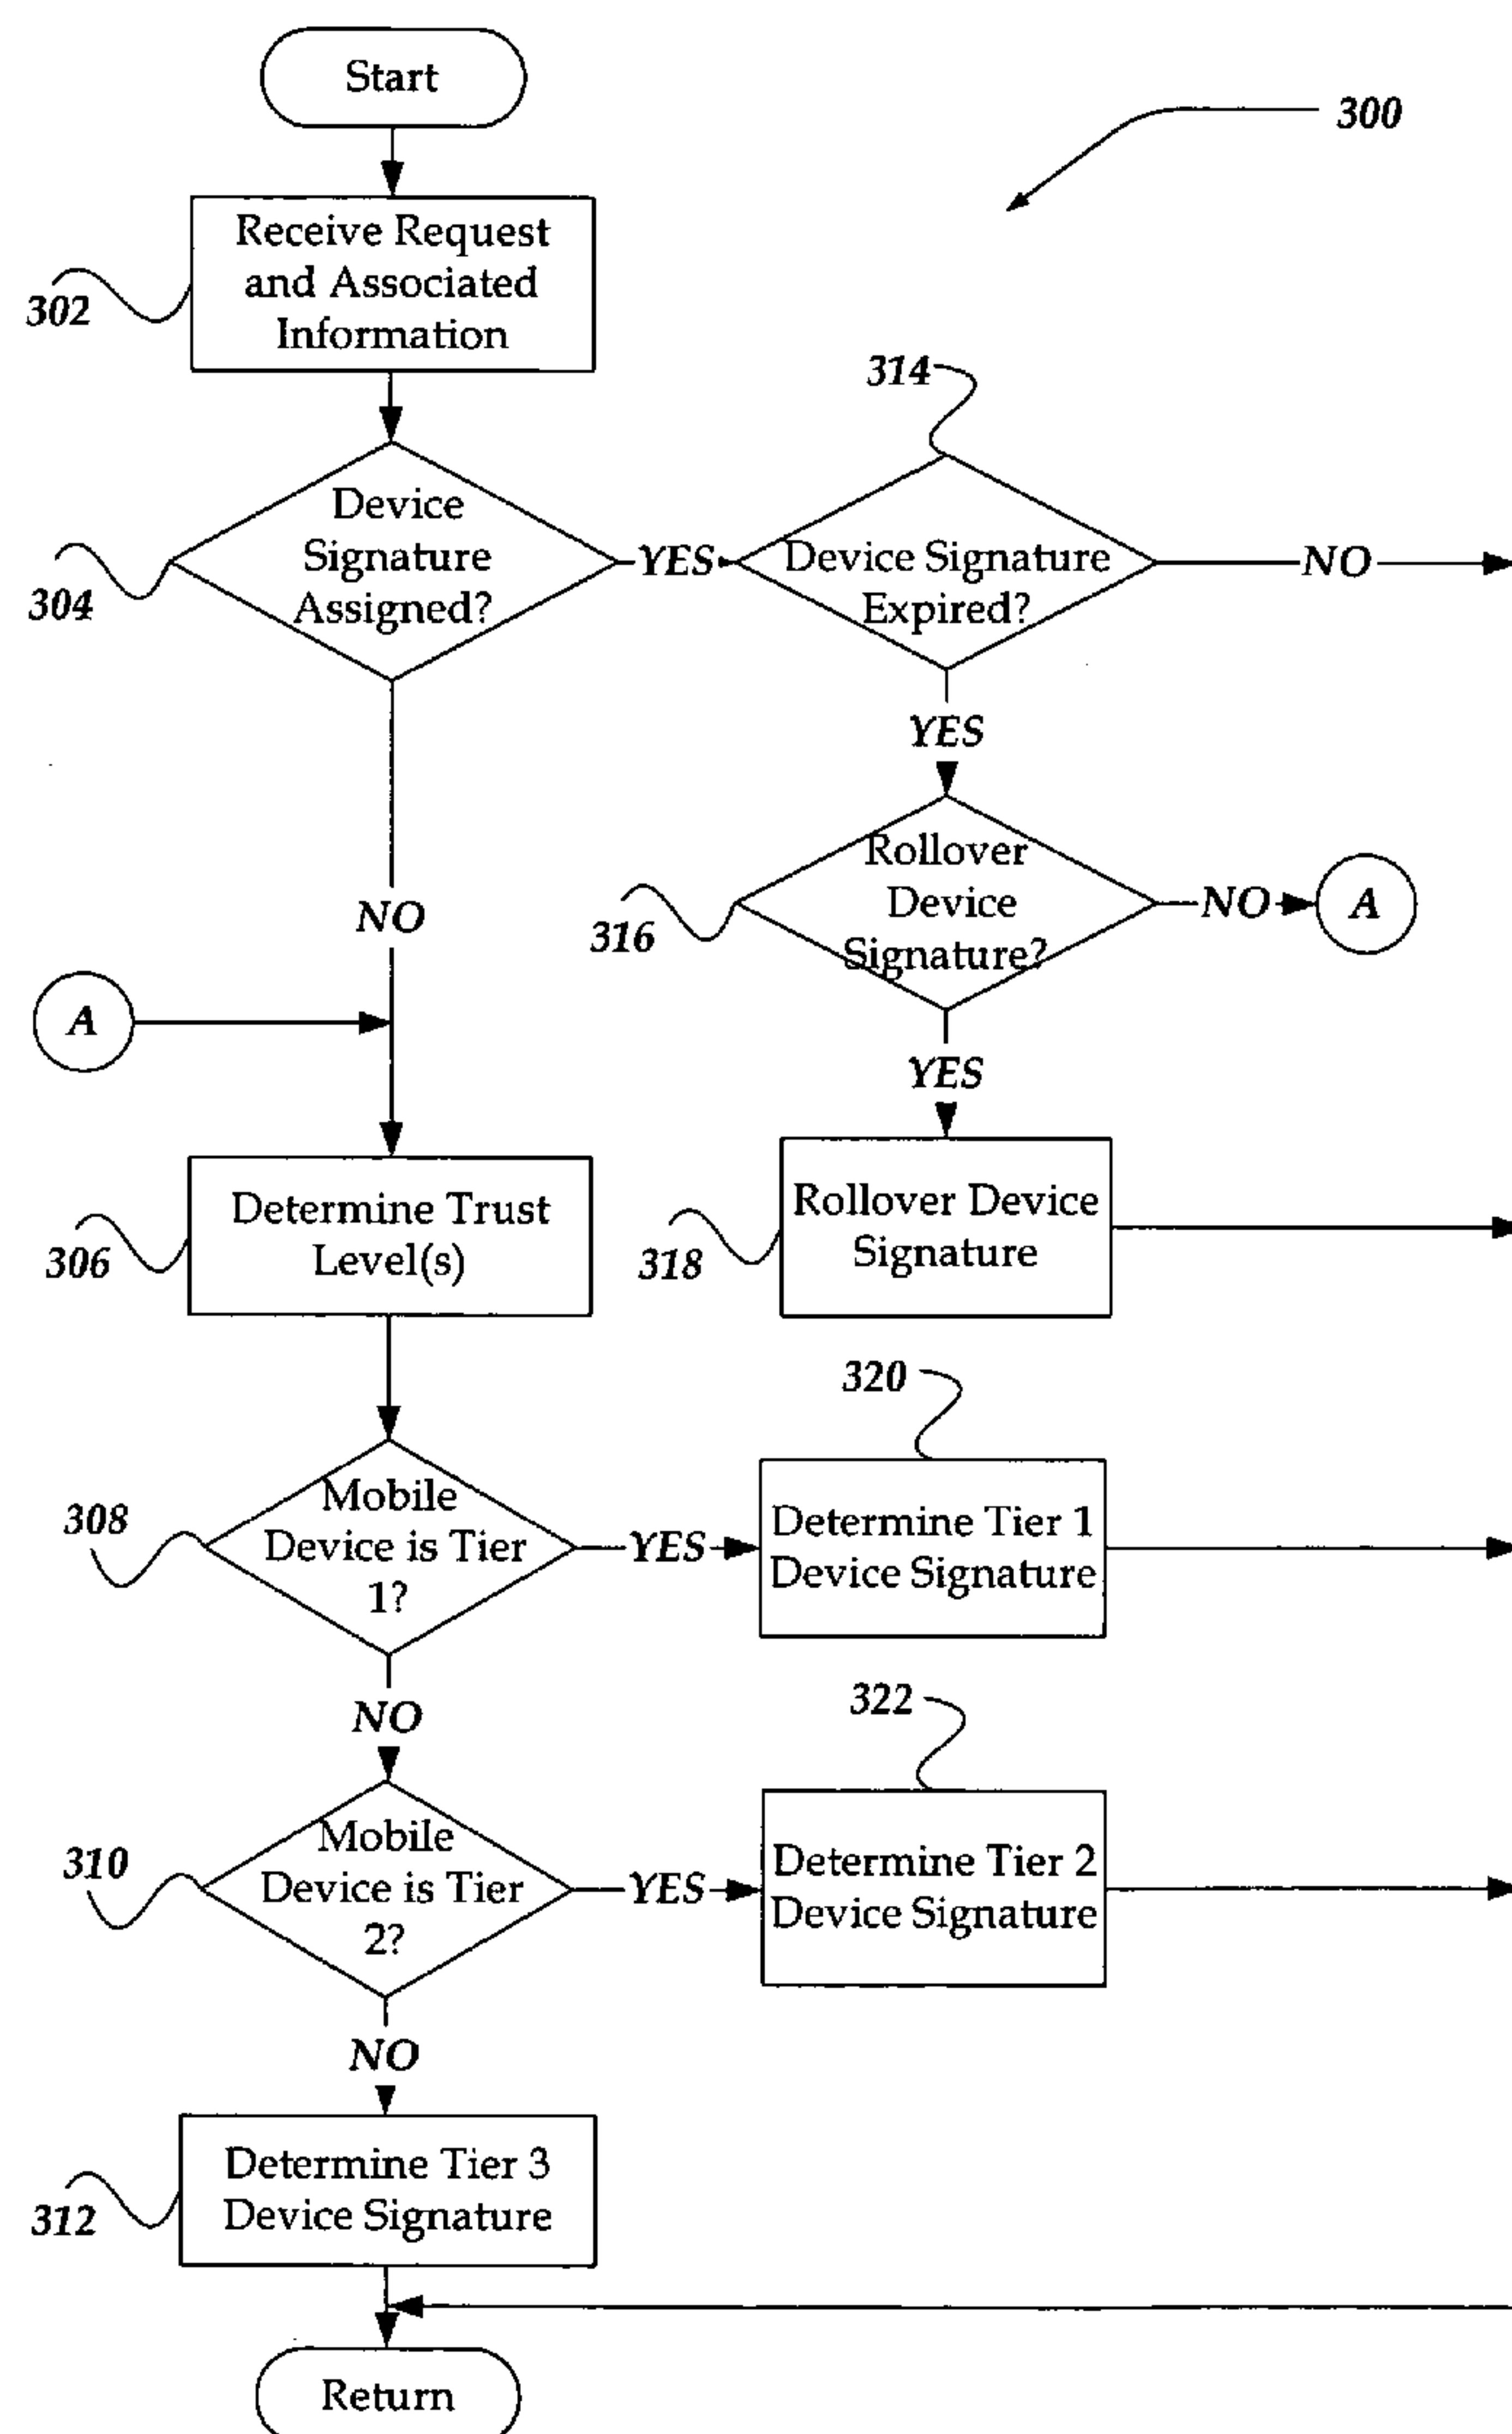 Start
300
Receive Request
and Associated
Information
302
314
Device
Signature
Assigned?
304
YES
Device Signature
Expired?
NO
YES
Rollover
Device
Signature?
316
NO
A
NO
A
YES
Determine Trust
Level(s)
306
Rollover Device
Signature
318
320
Mobile
Device is Tier
1?
308
YES
Determine Tier 1
Device Signature
NO
322
Mobile
Device is Tier
2?
310
YES
Determine Tier 2
Device Signature
NO
Determine Tier 3
Device Signature
312
Return